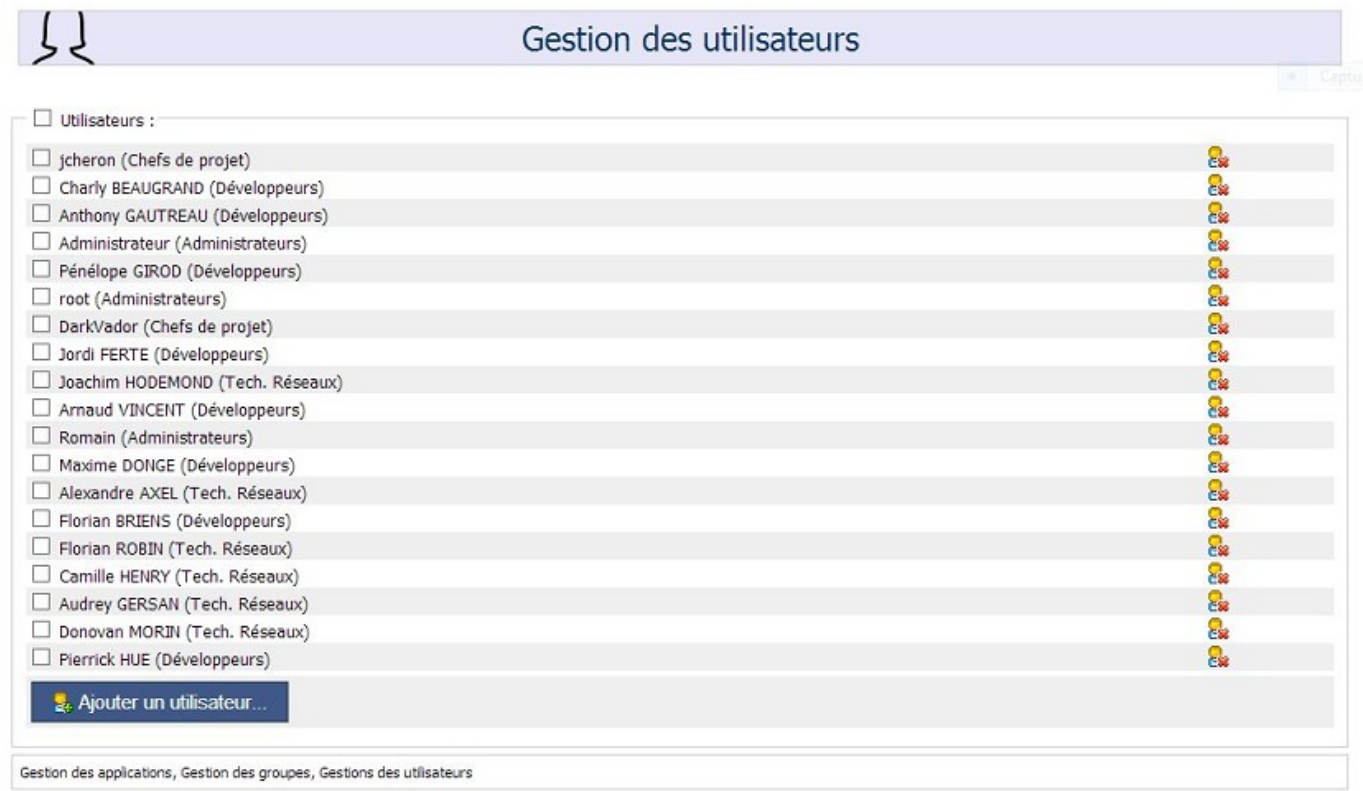 Gestion des utilisateurs
Utilisateurs :
jcheron (Chefs de projet)
Charly BEAUGRAND (Développeurs)
Anthony GAUTREAU (Développeurs)
Administrateur (Administrateurs)
Pénélope GIROD (Développeurs)
root (Administrateurs)
DarkVador (Chefs de projet)
Jordi FERTE (Développeurs)
Joachim HODEMOND (Tech. Réseaux)
Arnaud VINCENT (Développeurs)
Romain (Administrateurs)
Maxime DONGE (Développeurs)
Alexandre AXEL (Tech. Réseaux)
Florian BRIENS (Développeurs)
Florian ROBIN (Tech. Réseaux)
Camille HENRY (Tech. Réseaux)
Audrey GERSAN (Tech. Réseaux)
Donovan MORIN (Tech. Réseaux)
Pierrick HUE (Développeurs)
Ajouter un utilisateur...
Gestion des applications, Gestion des groupes, Gestions des utilisateurs